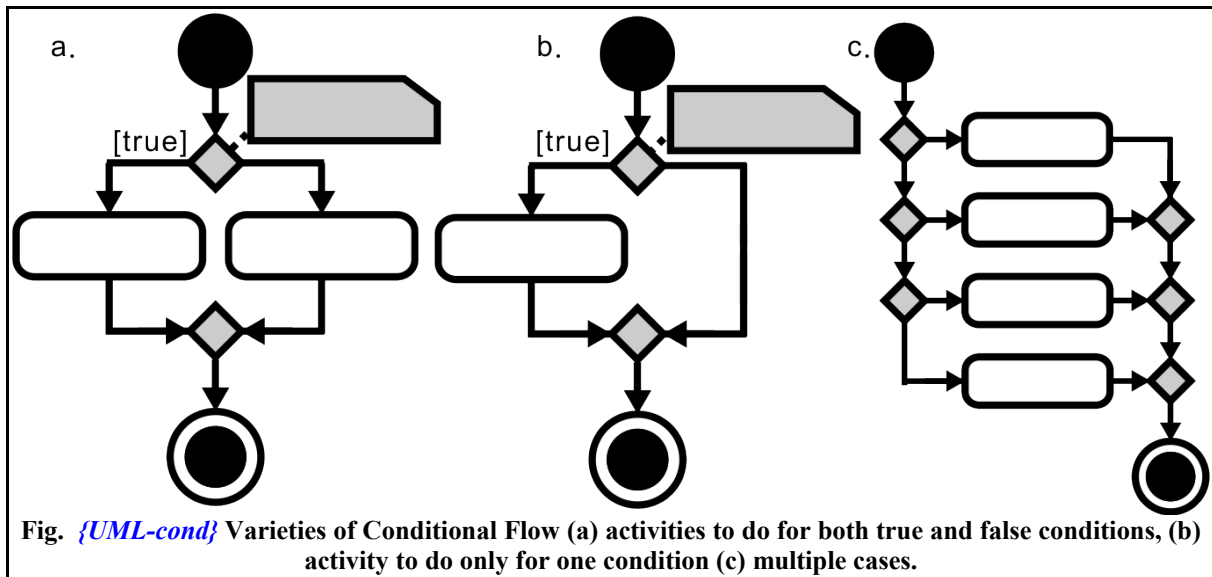 a.
b.
c.
[true]
[true]
Fig. {UML-cond} Varieties of Conditional Flow (a) activities to do for both true and false conditions, (b)
activity to do only for one condition (c) multiple cases.